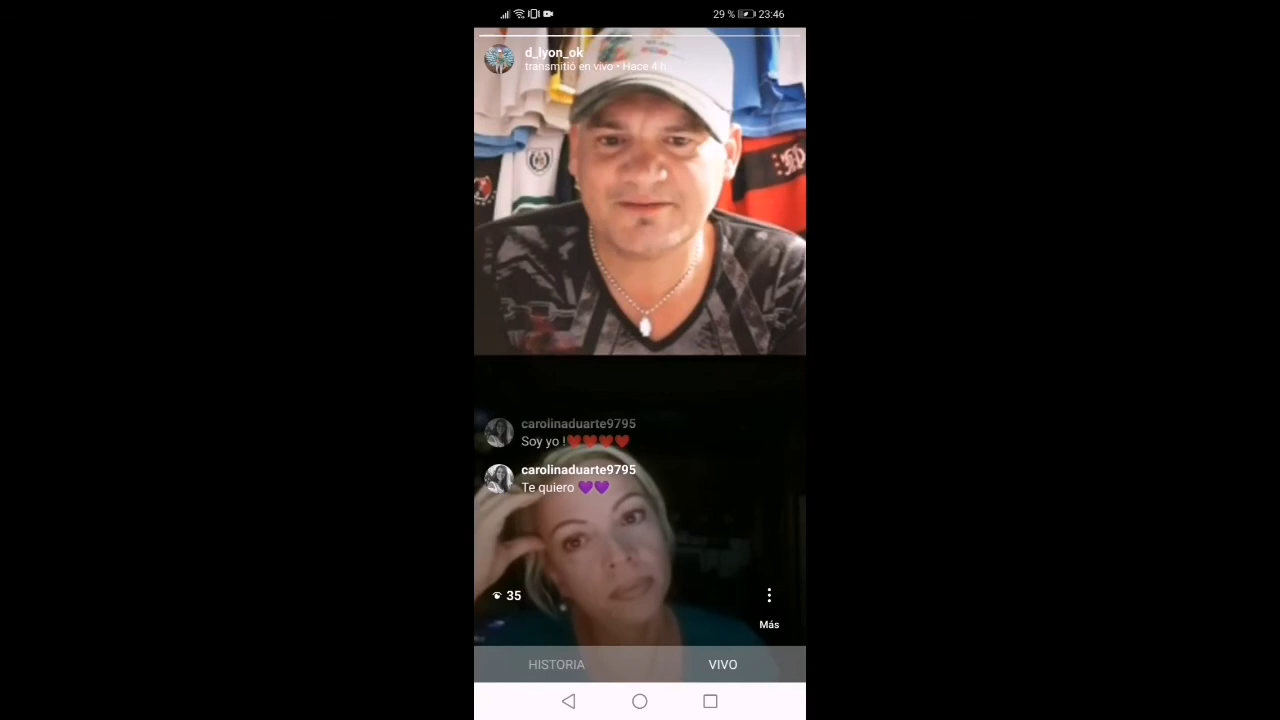 29 % 23:46
d_lyon_ok
transmitió en vivo • Hace 4 h
carolinaduarte9795
Soy yo !❤️❤️❤️❤️
carolinaduarte9795
Te quiero 💜💜
35
Más
HISTORIA VIVO